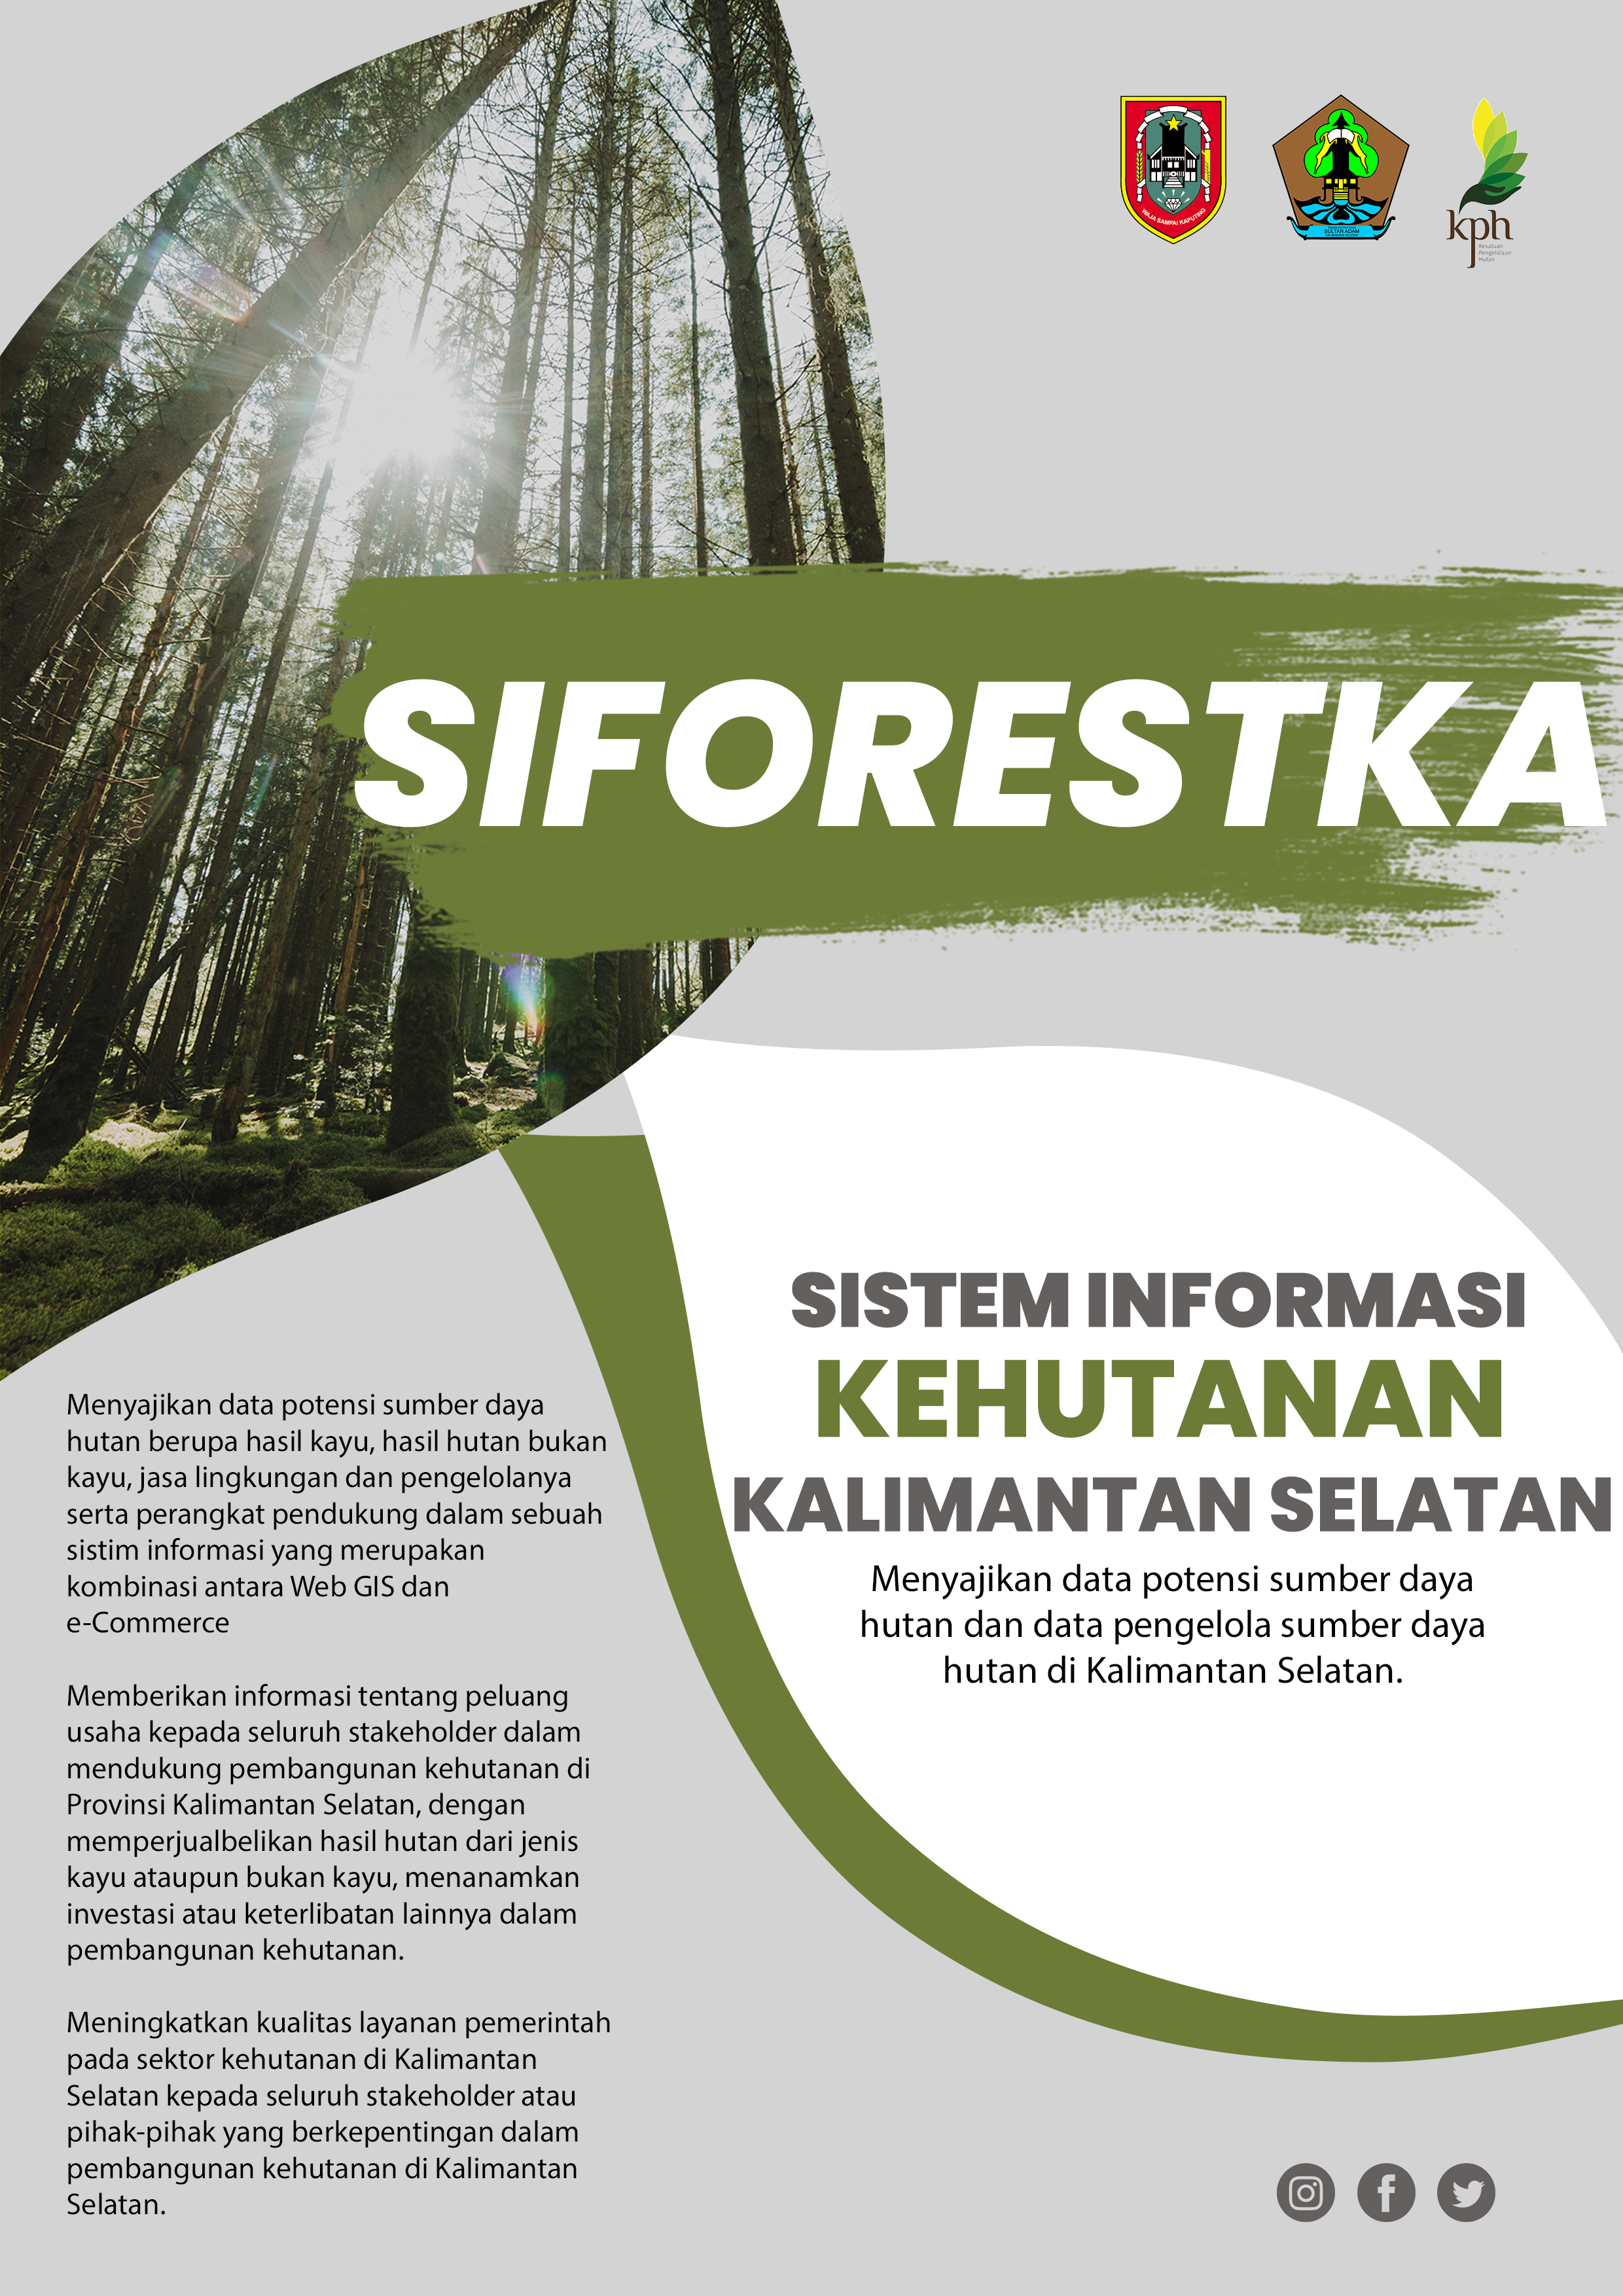 WAJA SAMPAI KAPUTING
SULTAN ADAM
kph
Kesatuan
Pengelolaan
Hutan
SIFORESTKA
SISTEM INFORMASI
KEHUTANAN
KALIMANTAN SELATAN
Menyajikan data potensi sumber daya
hutan dan data pengelola sumber daya
hutan di Kalimantan Selatan.
Menyajikan data potensi sumber daya
hutan berupa hasil kayu, hasil hutan bukan
kayu, jasa lingkungan dan pengelolanya
serta perangkat pendukung dalam sebuah
sistim informasi yang merupakan
kombinasi antara Web GIS dan
e-Commerce
Memberikan informasi tentang peluang
usaha kepada seluruh stakeholder dalam
mendukung pembangunan kehutanan di
Provinsi Kalimantan Selatan, dengan
memperjualbelikan hasil hutan dari jenis
kayu ataupun bukan kayu, menanamkan
investasi atau keterlibatan lainnya dalam
pembangunan kehutanan.
Meningkatkan kualitas layanan pemerintah
pada sektor kehutanan di Kalimantan
Selatan kepada seluruh stakeholder atau
pihak-pihak yang berkepentingan dalam
pembangunan kehutanan di Kalimantan
Selatan.